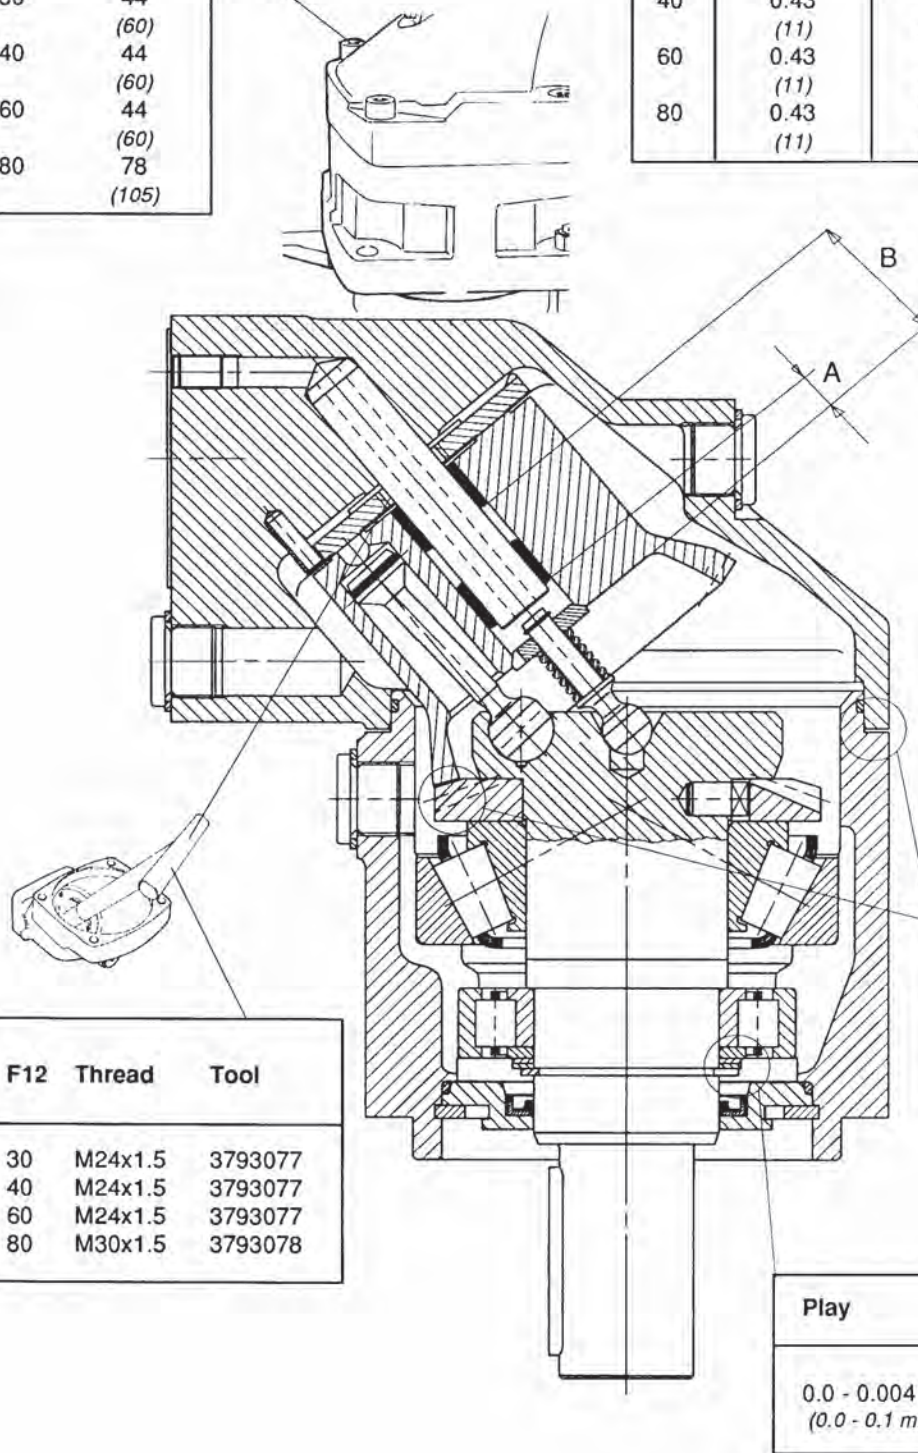 44
(60)
40 44
(60)
60 44
(60)
80 78
(105)
40 0.43
(11)
60 0.43
(11)
80 0.43
(11)
B
A
F12 Thread Tool
30 M24x1.5 3793077
40 M24x1.5 3793077
60 M24x1.5 3793077
80 M30x1.5 3793078
Play
0.0 - 0.004
(0.0 - 0.1 m